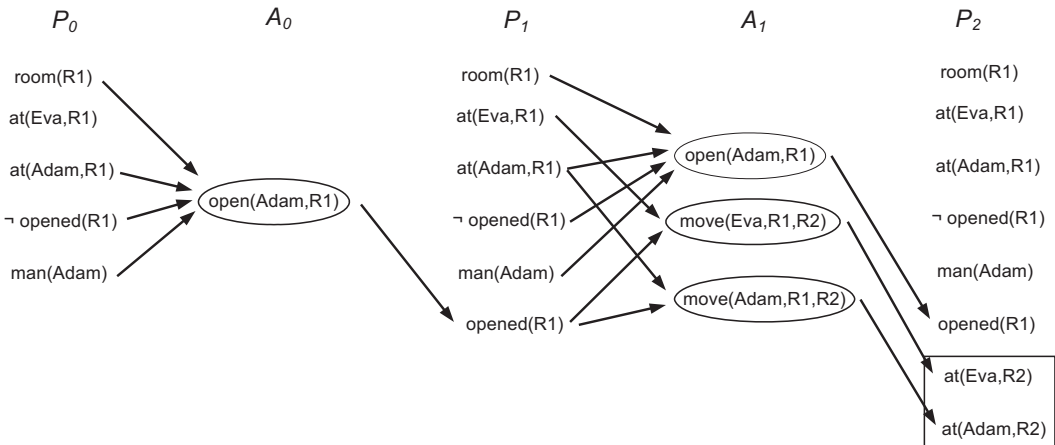 P0 A0 P1 A1 P2
room(R1)
at(Eva,R1)
at(Adam,R1)
¬ opened(R1)
man(Adam)
open(Adam,R1)
room(R1)
at(Eva,R1)
at(Adam,R1)
¬ opened(R1)
man(Adam)
opened(R1)
open(Adam,R1)
move(Eva,R1,R2)
move(Adam,R1,R2)
room(R1)
at(Eva,R1)
at(Adam,R1)
¬ opened(R1)
man(Adam)
opened(R1)
at(Eva,R2)
at(Adam,R2)